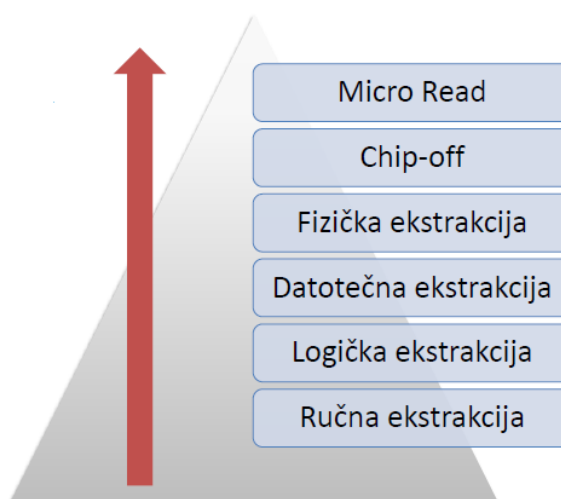 Micro Read
Chip-off
Fizička ekstrakcija
Datotečna ekstrakcija
Logička ekstrakcija
Ručna ekstrakcija